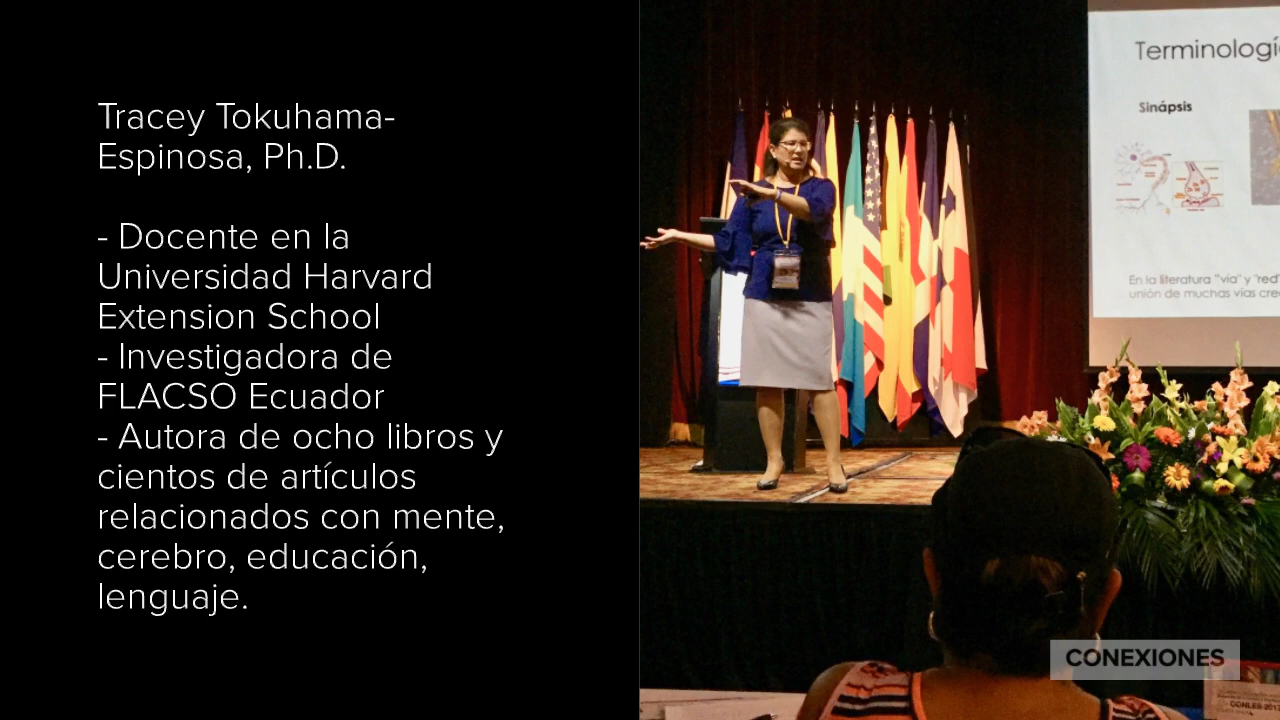 Tracey Tokuhama-
Espinosa, Ph.D.
- Docente en la
Universidad Harvard
Extension School
- Investigadora de
FLACSO Ecuador
- Autora de ocho libros y
cientos de artículos
relacionados con mente,
cerebro, educación,
lenguaje.
Terminologí
Sinápsis
En la literatura "vía" y "red"
unión de muchas vías cre
CONEXIONES
CONLES 2017